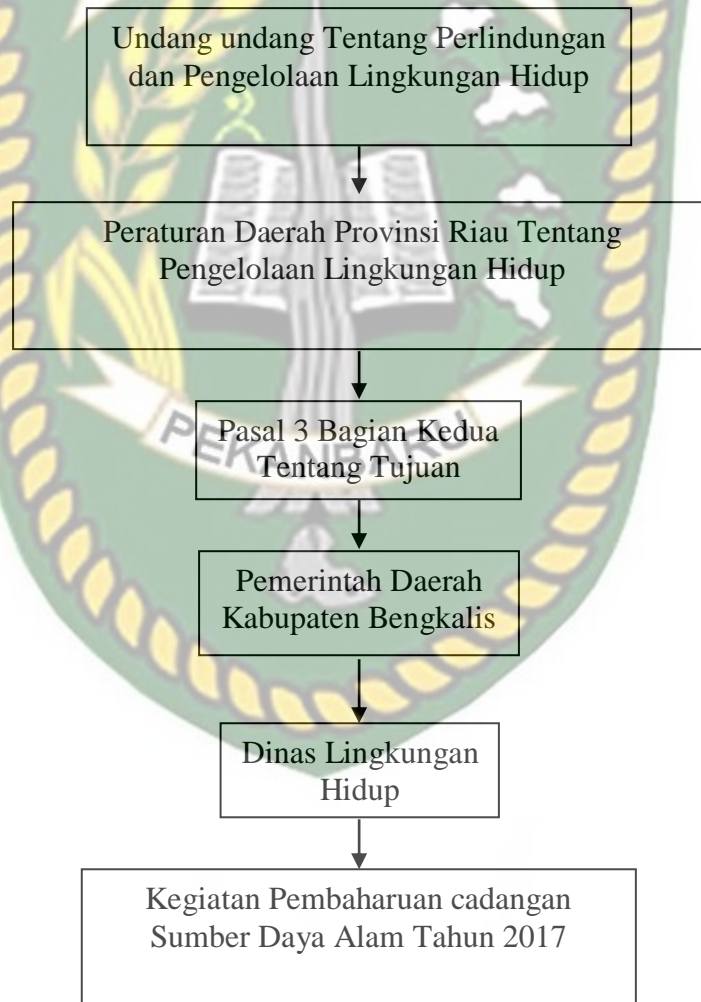 Undang undang Tentang Perlindungan
dan Pengelolaan Lingkungan Hidup
Peraturan Daerah Provinsi Riau Tentang
Pengelolaan Lingkungan Hidup
Pasal 3 Bagian Kedua
Tentang Tujuan
PEKANBARU
Pemerintah Daerah
Kabupaten Bengkalis
Dinas Lingkungan
Hidup
Kegiatan Pembaharuan cadangan
Sumber Daya Alam Tahun 2017